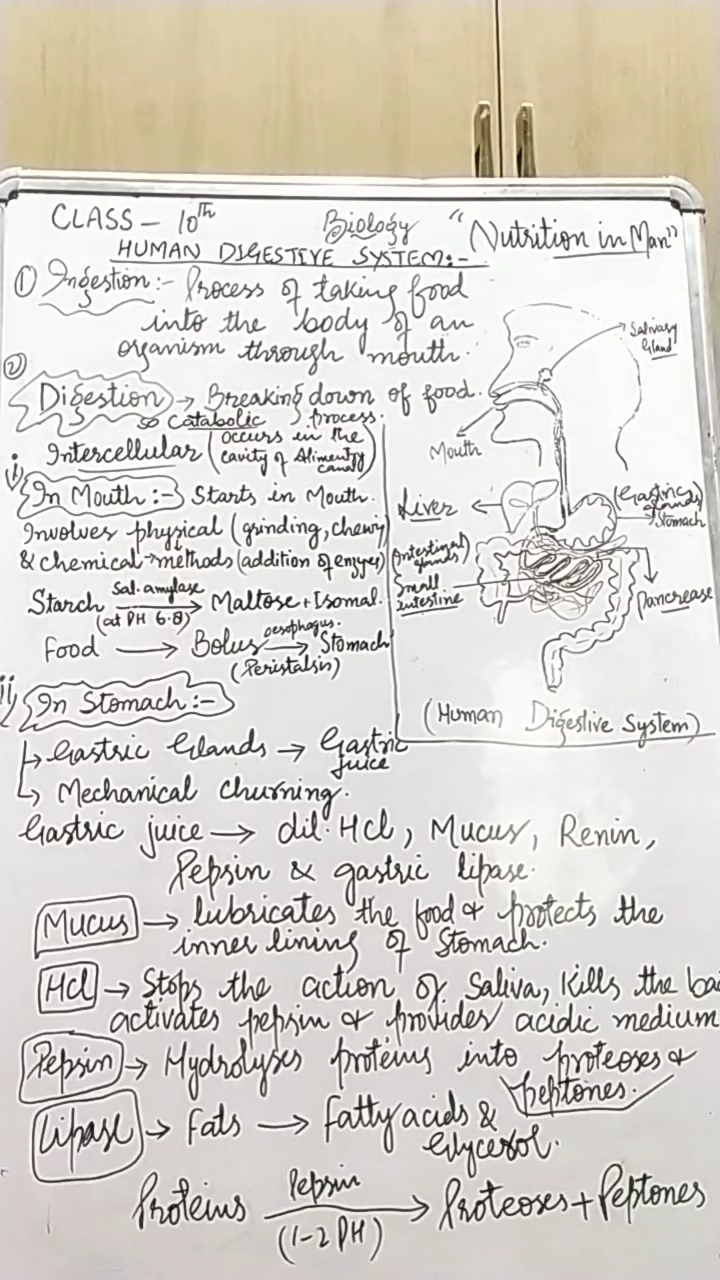 CLASS - 10th Biology "Nutrition in Man"
HUMAN DIGESTIVE SYSTEM:-
① Ingestion:- Process of taking food
into the body of an
organism through mouth.
② Digestion → Breaking down of food.
so Catabolic process.
Intercellular (occurs in the
cavity of Alimentry
canal)
i) In Mouth:- Starts in Mouth.
Involves physical (grinding, chewing)
& chemical → methods (addition of enzymes)
Starch Sal. amylase → Maltose + Isomal.
(at PH 6.8)
Food → Bolus oesophagus. → Stomach
(Peristalsis)
Salivary
Gland
Mouth
Liver
(Gastric
glands)
Stomach
(Intestinal
glands)
Small
intestine
Pancrease
(Human Digestive System)
ii) In Stomach:-
Gastric Glands → Gastric
juice
Mechanical churning.
Gastric juice → dil. Hcl, Mucus, Renin,
Pepsin & gastric lipase.
Mucus → lubricates the food & protects the
inner lining of Stomach.
Hcl → Stops the action of Saliva, Kills the
activates pepsin & provides acidic medium
Pepsin → Hydrolyses proteins into proteoses &
peptones.
Lipase → Fats → Fatty acids &
Glycerol.
Proteins Pepsin → Proteoses + Peptones
(1-2 PH)